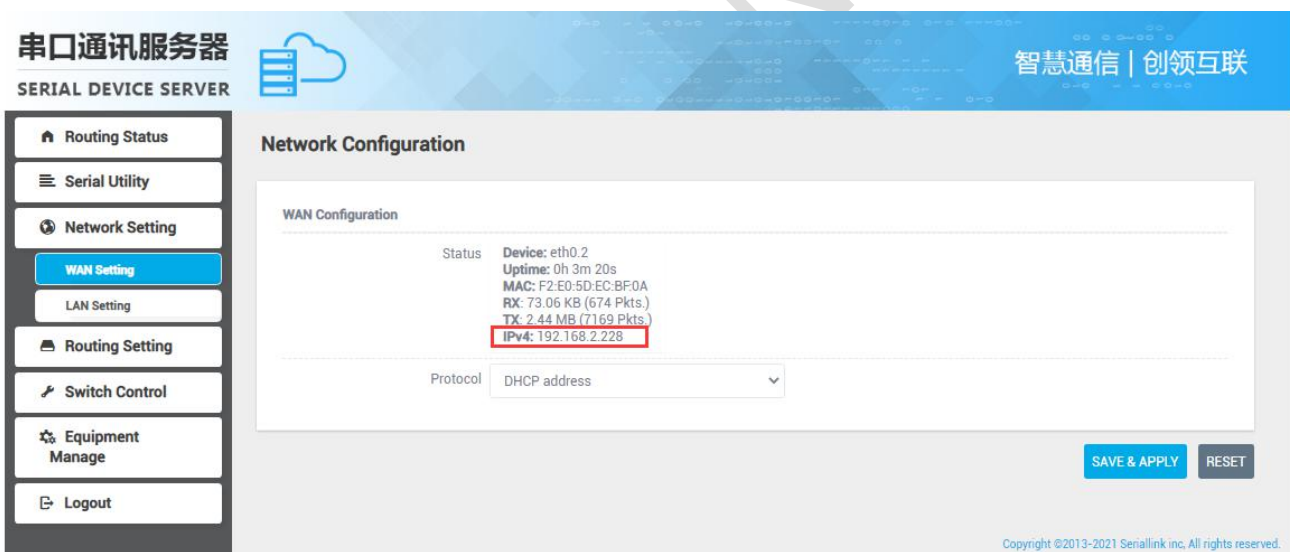 串口通讯服务器
SERIAL DEVICE SERVER
智慧通信 | 创领互联
Routing Status
Serial Utility
Network Setting
WAN Setting
LAN Setting
Routing Setting
Switch Control
Equipment
Manage
Logout
Network Configuration
WAN Configuration
Status
Device: eth0.2
Uptime: 0h 3m 20s
MAC: F2:E0:5D:EC:BF:0A
RX: 73.06 KB (674 Pkts.)
TX: 2.44 MB (7169 Pkts.)
IPv4: 192.168.2.228
Protocol DHCP address
SAVE & APPLY RESET
Copyright ©2013-2021 Seriallink inc, All rights reserved.